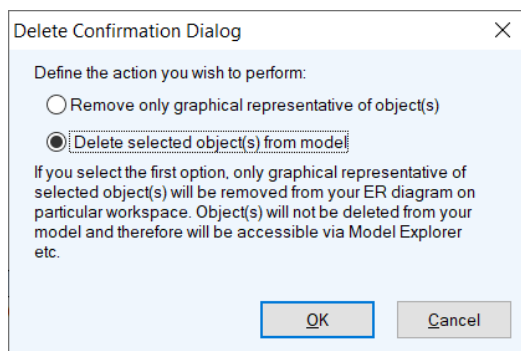 Delete Confirmation Dialog
Define the action you wish to perform:
Remove only graphical representative of object(s)
Delete selected object(s) from model
If you select the first option, only graphical representative of
selected object(s) will be removed from your ER diagram on
particular workspace. Object(s) will not be deleted from your
model and therefore will be accessible via Model Explorer
etc.
OK
Cancel